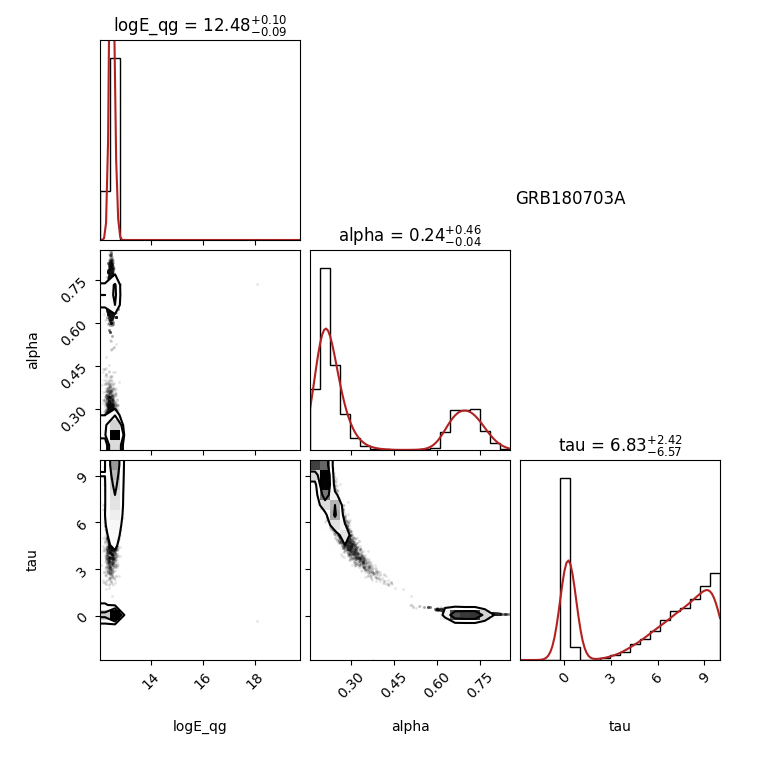 logE_qg = 12.48+0.10−0.09
GRB180703A
alpha = 0.24+0.46−0.04
alpha
0.75
0.60
0.45
0.30
tau = 6.83+2.42−6.57
tau
9
6
3
0
14 16 18
0.30 0.45 0.60 0.75
0 3 6 9
logE_qg alpha tau